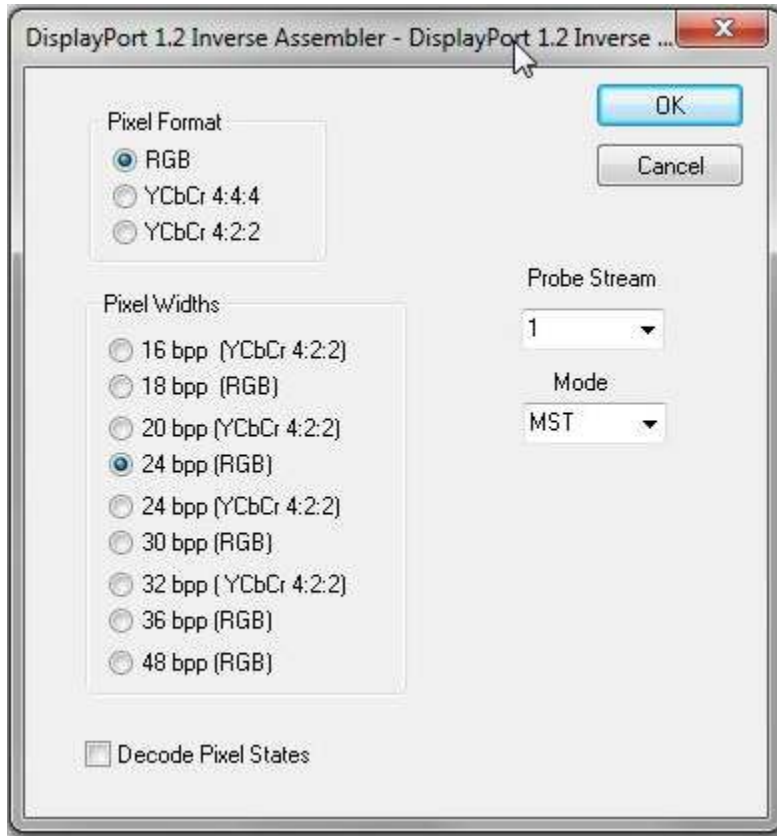 DisplayPort 1.2 Inverse Assembler - DisplayPort 1.2 Inverse ...
OK
Cancel
Pixel Format
RGB
YCbCr 4:4:4
YCbCr 4:2:2
Probe Stream
1
Mode
MST
Pixel Widths
16 bpp (YCbCr 4:2:2)
18 bpp (RGB)
20 bpp (YCbCr 4:2:2)
24 bpp (RGB)
24 bpp (YCbCr 4:2:2)
30 bpp (RGB)
32 bpp ( YCbCr 4:2:2)
36 bpp (RGB)
48 bpp (RGB)
Decode Pixel States